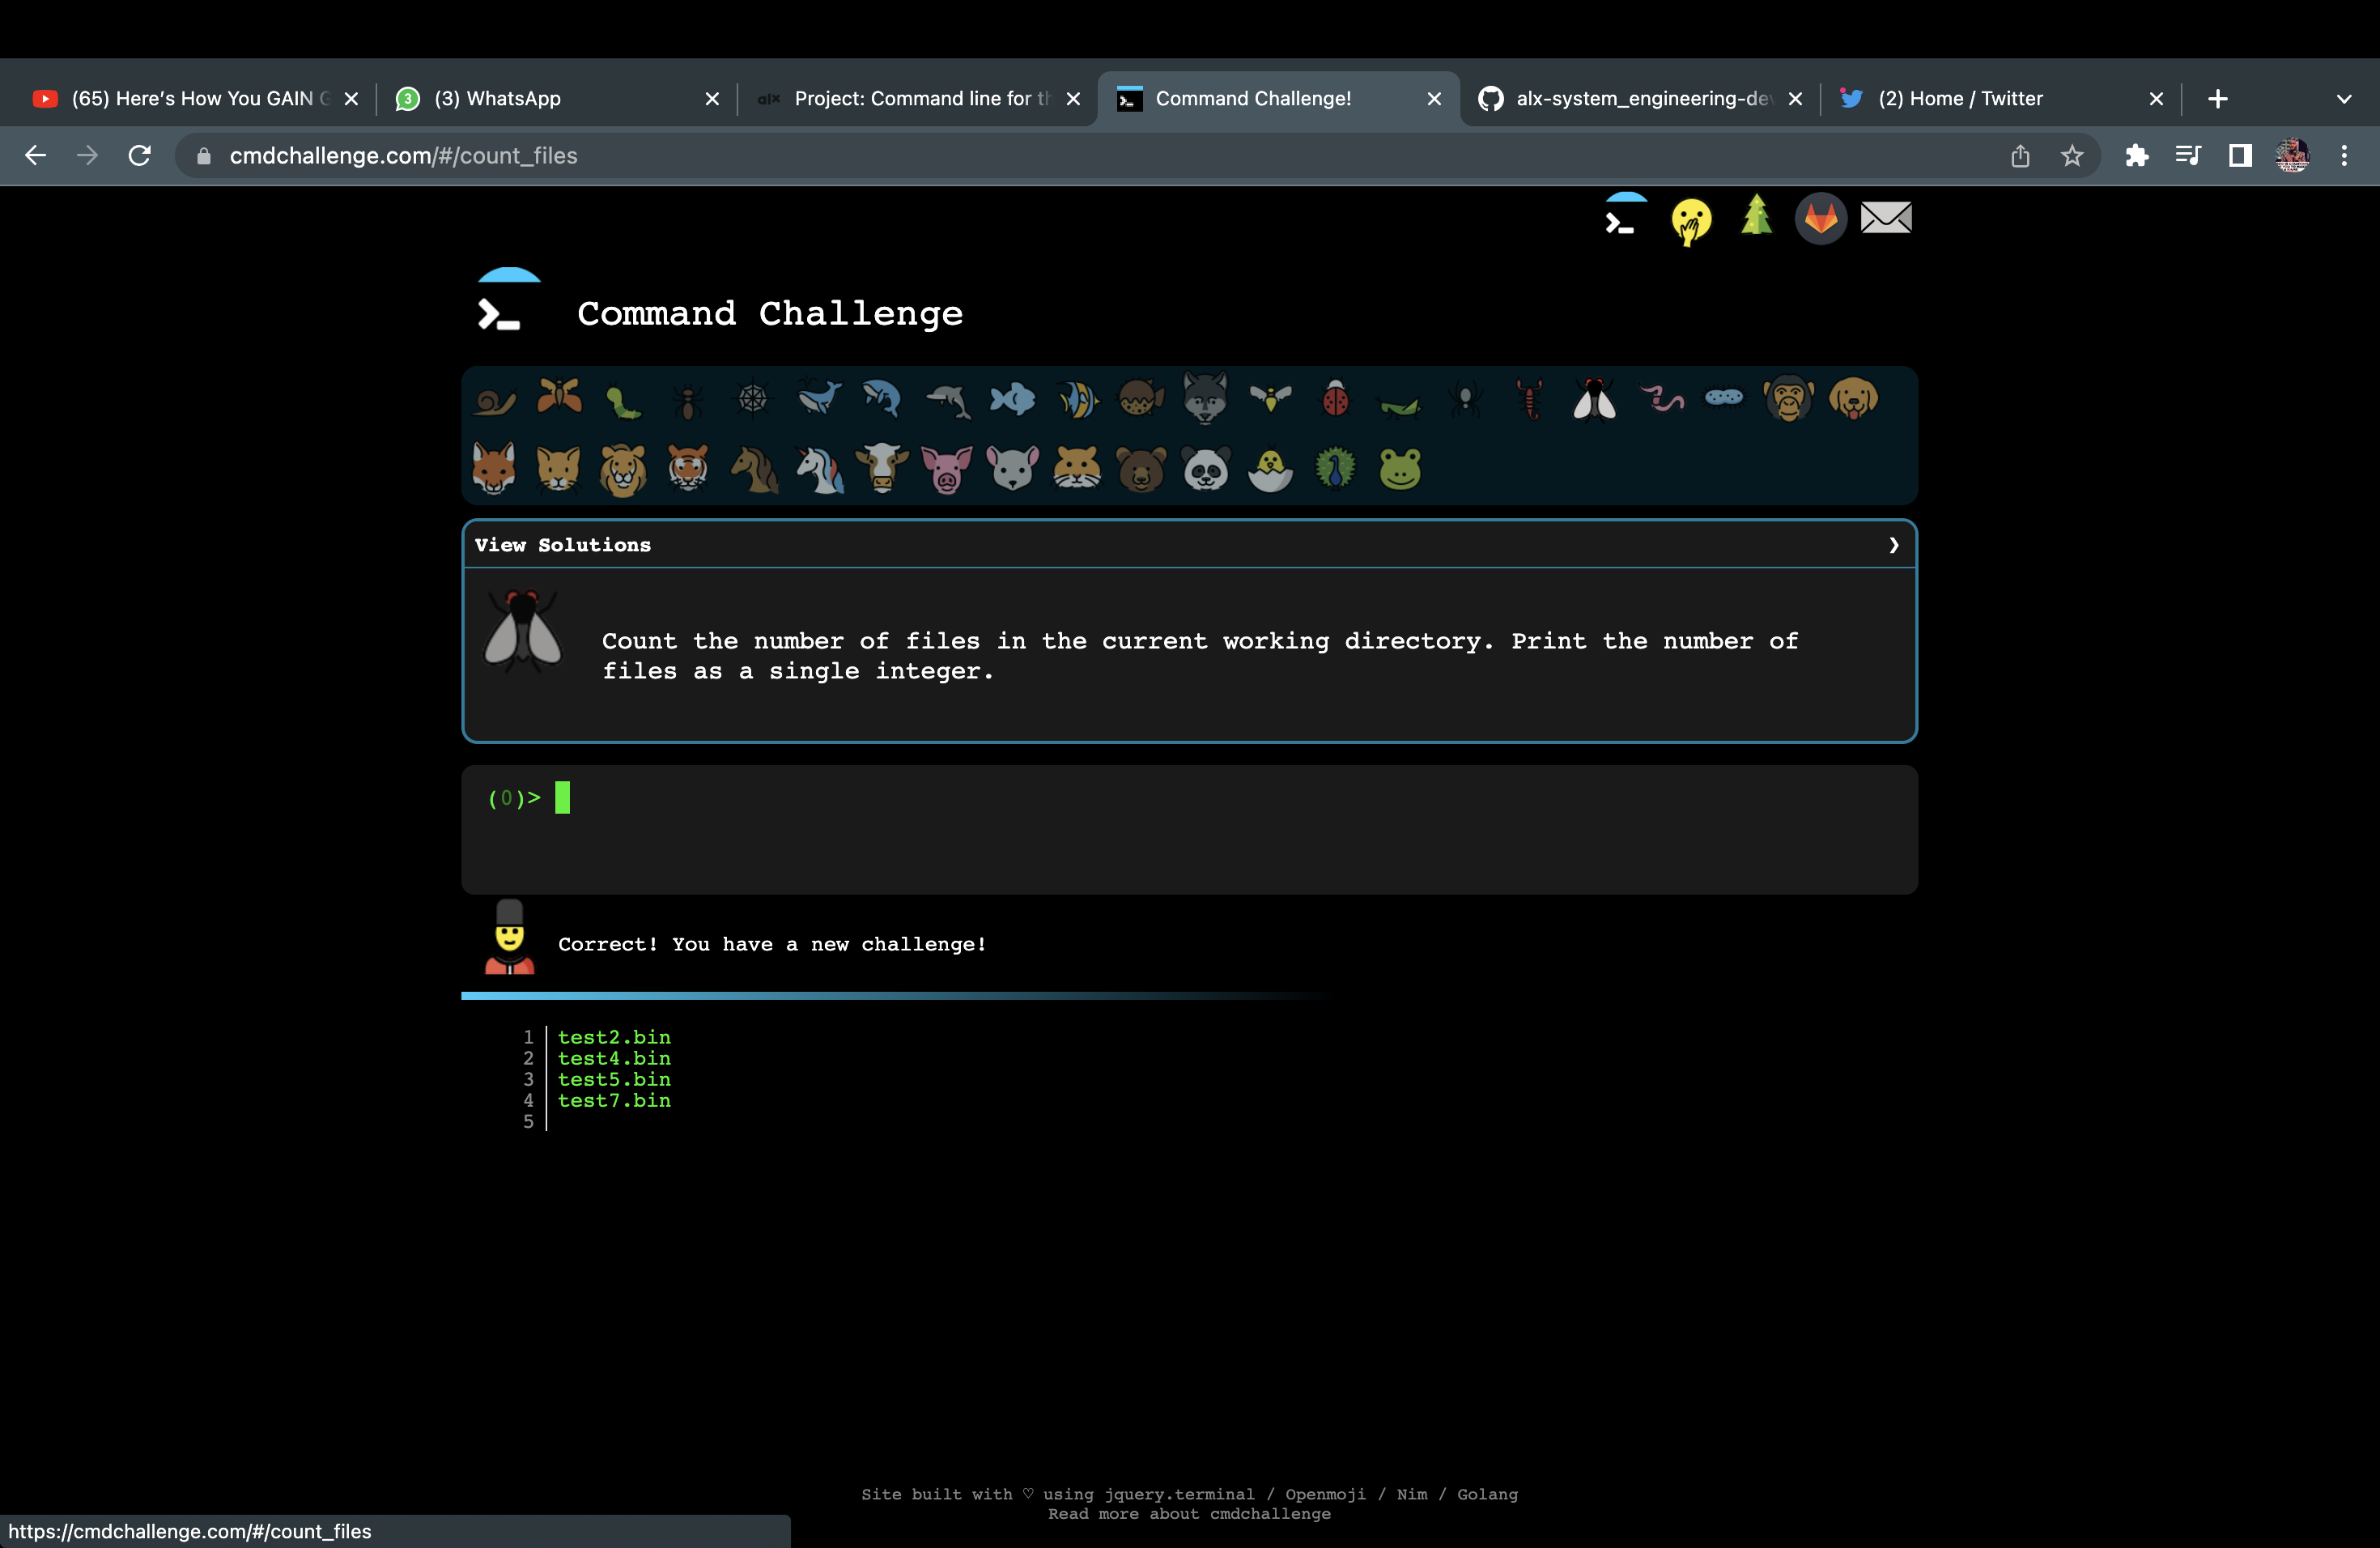 (65) Here's How You GAIN G
3
(3) WhatsApp
alx
Project: Command line for th
Command Challenge!
alx-system_engineering-dev
(2) Home / Twitter
cmdchallenge.com/#/count_files
Command Challenge
View Solutions
Count the number of files in the current working directory. Print the number of
files as a single integer.
(0)>
Correct! You have a new challenge!
1 test2.bin
2 test4.bin
3 test5.bin
4 test7.bin
5
Site built with ♡ using jquery.terminal / Openmoji / Nim / Golang
Read more about cmdchallenge
https://cmdchallenge.com/#/count_files